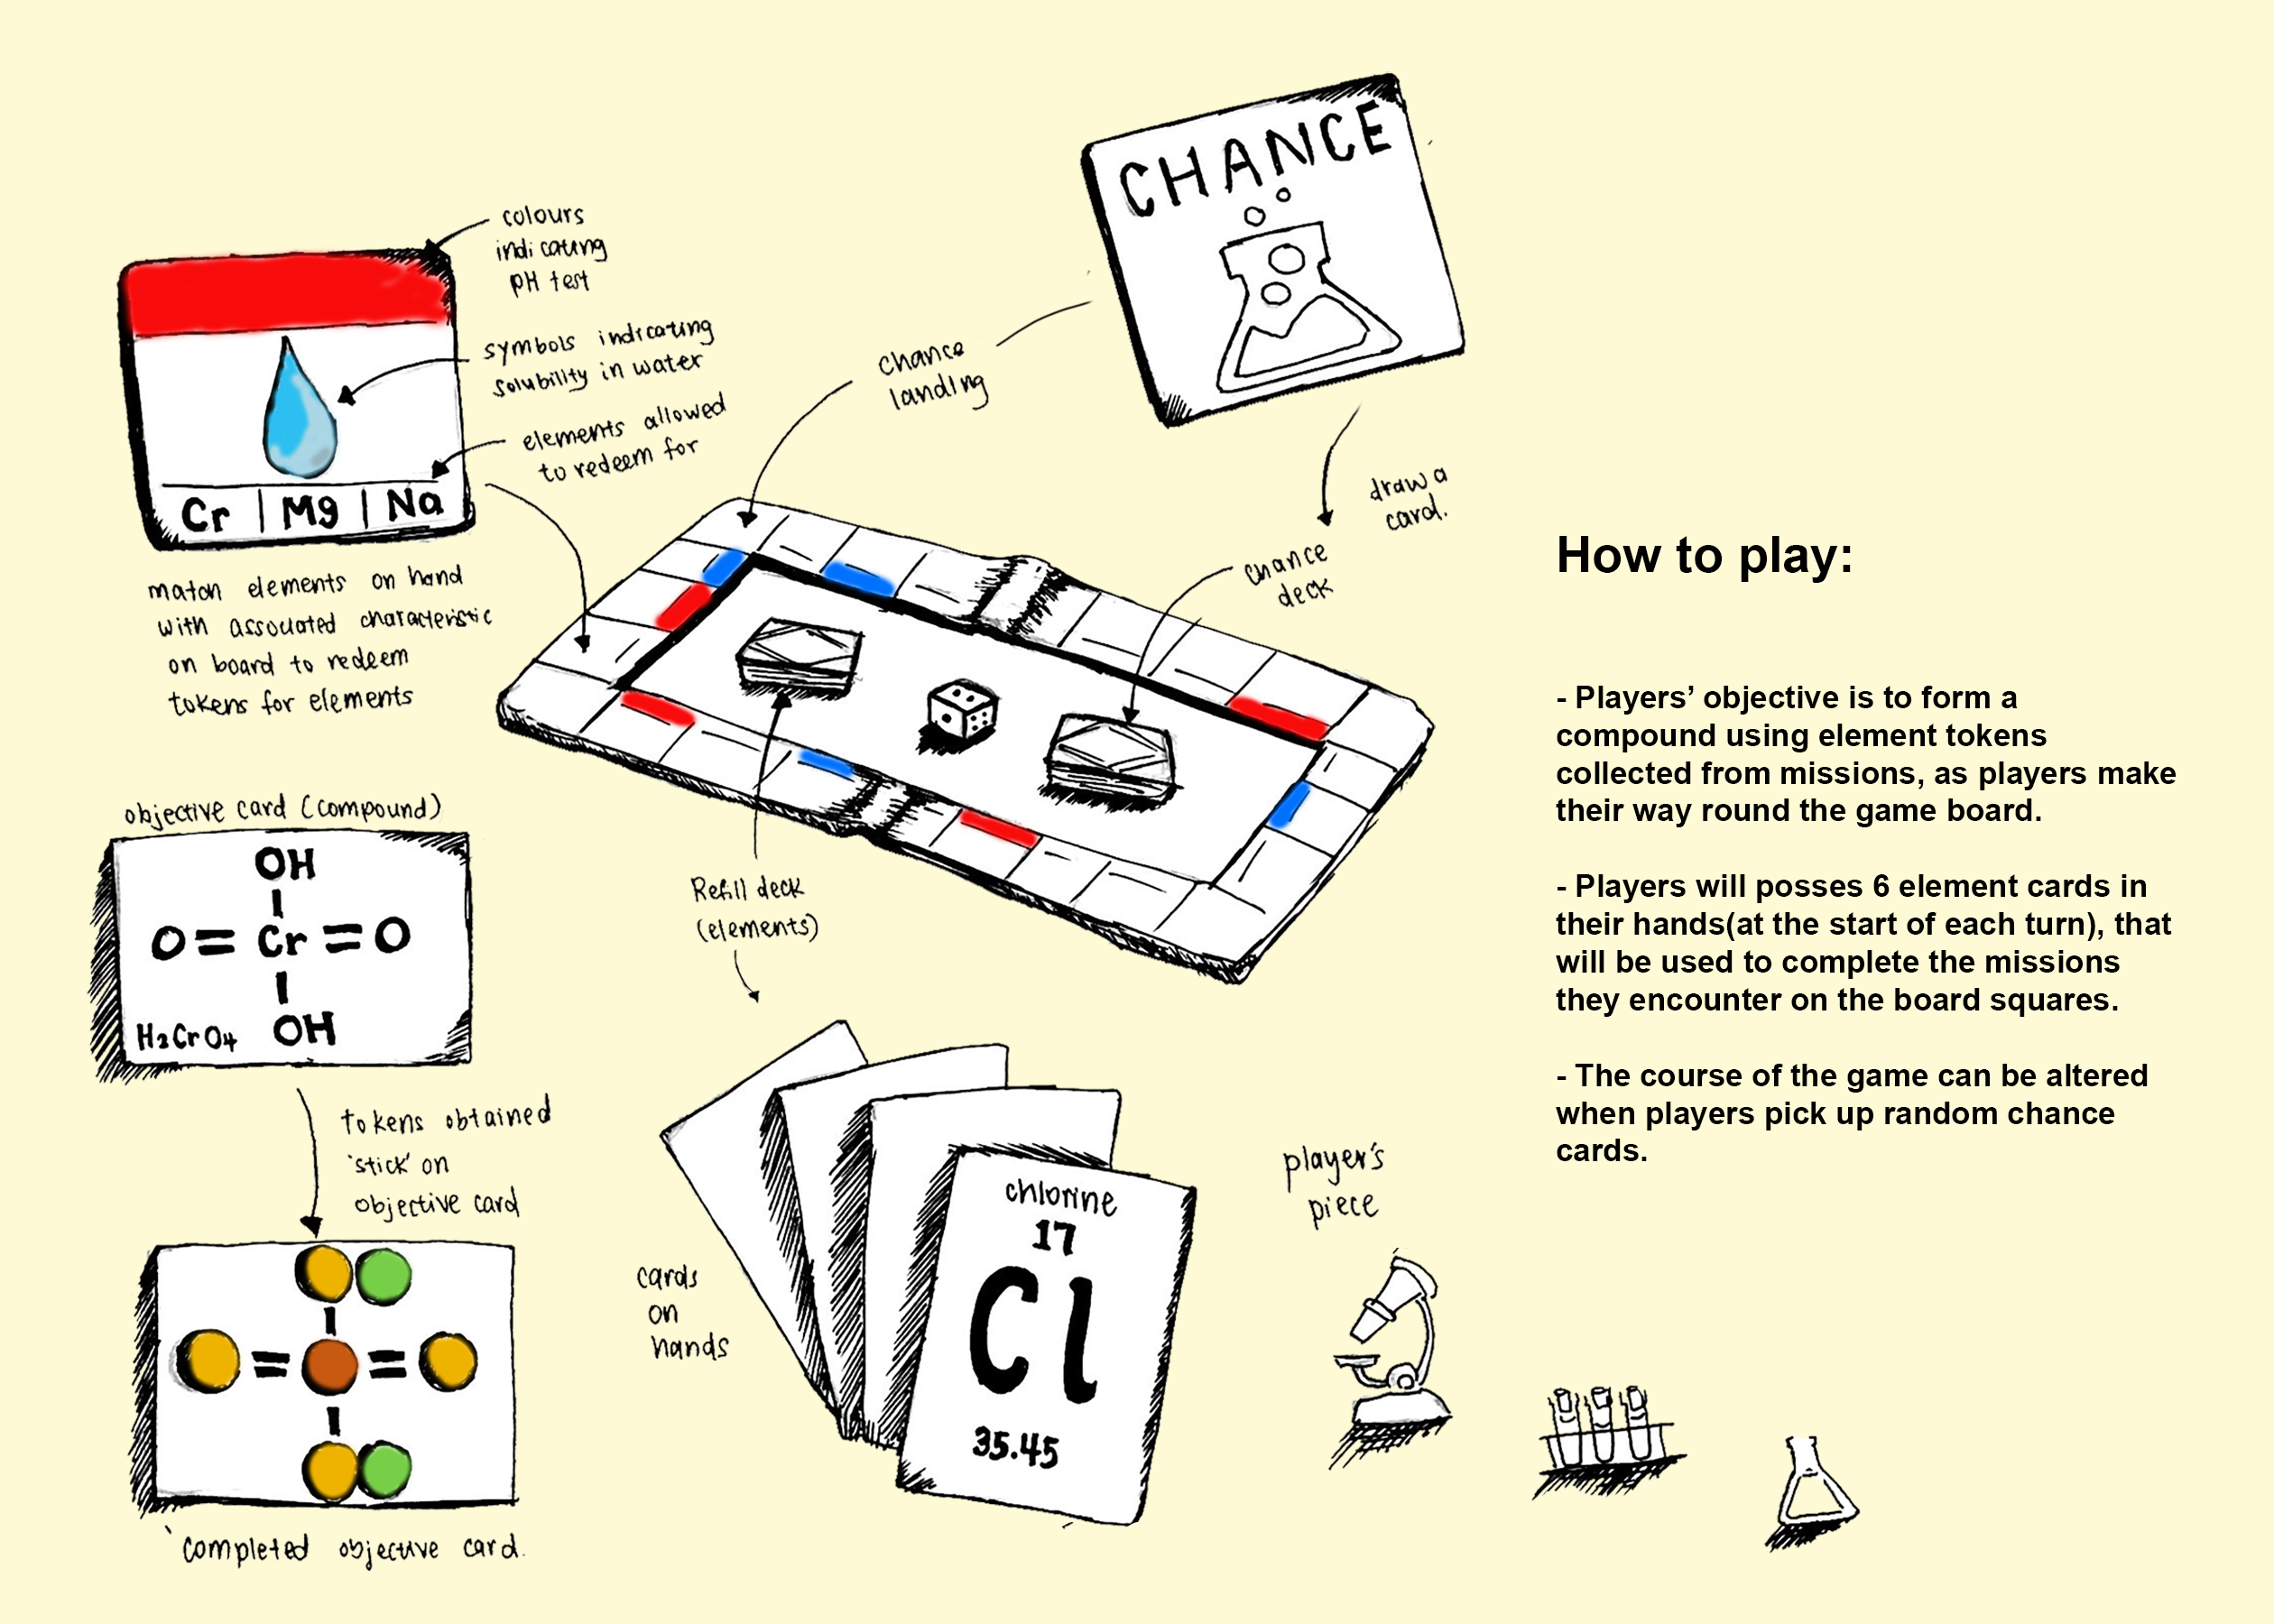 CHANCE
colours
indicating
pH test
symbols indicating
solubility in water
elements allowed
to redeem for
Cr | Mg | Na
match elements on hand
with associated characteristic
on board to redeem
tokens for elements
chance
landing
draw a
card.
chance
deck
Refill deck
(elements)
objective card (compound)
OH
O = Cr = O
OH
H2CrO4
tokens obtained
'stick' on
objective card
completed objective card.
cards
on
hands
chlorine
17
Cl
35.45
player's
piece
How to play:
- Players’ objective is to form a
compound using element tokens
collected from missions, as players make
their way round the game board.
- Players will posses 6 element cards in
their hands(at the start of each turn), that
will be used to complete the missions
they encounter on the board squares.
- The course of the game can be altered
when players pick up random chance
cards.